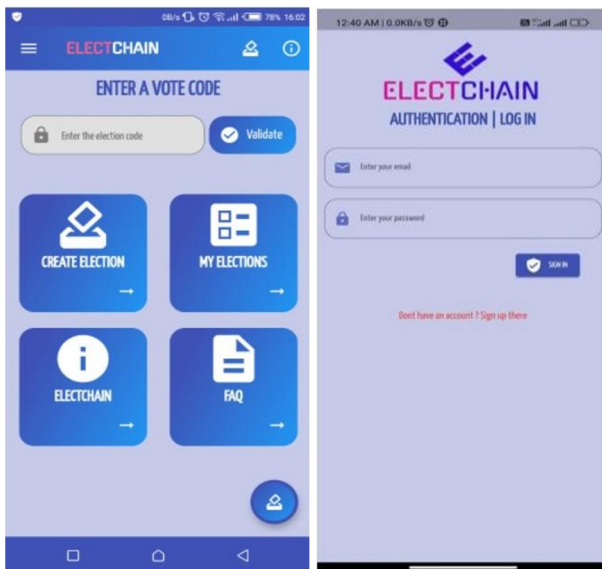 0B/s 78% 16:02
ELECTCHAIN
ENTER A VOTE CODE
Enter the election code
Validate
CREATE ELECTION
MY ELECTIONS
ELECTCHAIN
FAQ
12:40 AM | 0.0KB/s
ELECTCHAIN
AUTHENTICATION | LOG IN
Enter your email
Enter your password
SIGN IN
Dont have an account ? Sign up there